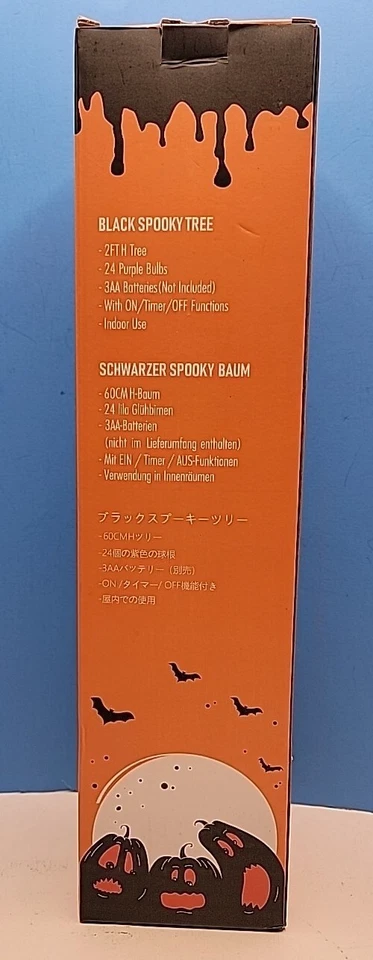 BLACK SPOOKY TREE
- 2FT H Tree
- 24 Purple Bulbs
- 3AA Batteries(Not Included)
- With ON/Timer/OFF Functions
- Indoor Use
SCHWARZER SPOOKY BAUM
- 60CM H-Baum
- 24 lila Glühbirnen
- 3AA-Batterien
(nicht im Lieferumfang enthalten)
- Mit EIN / Timer / AUS-Funktionen
- Verwendung in Innenräumen
ブラックスプーキーツリー
-60CMHツリー
-24個の紫色の球根
-3AAバッテリー（別売）
-ON /タイマー/ OFF機能付き
-屋内での使用